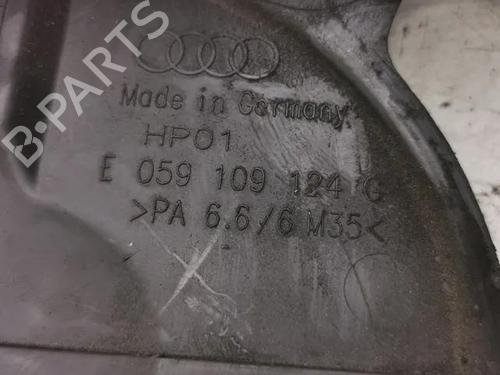 B-PARTS
Made in Germany
HP01
E 059 109 124 G
>PA 6.6/6 M35<